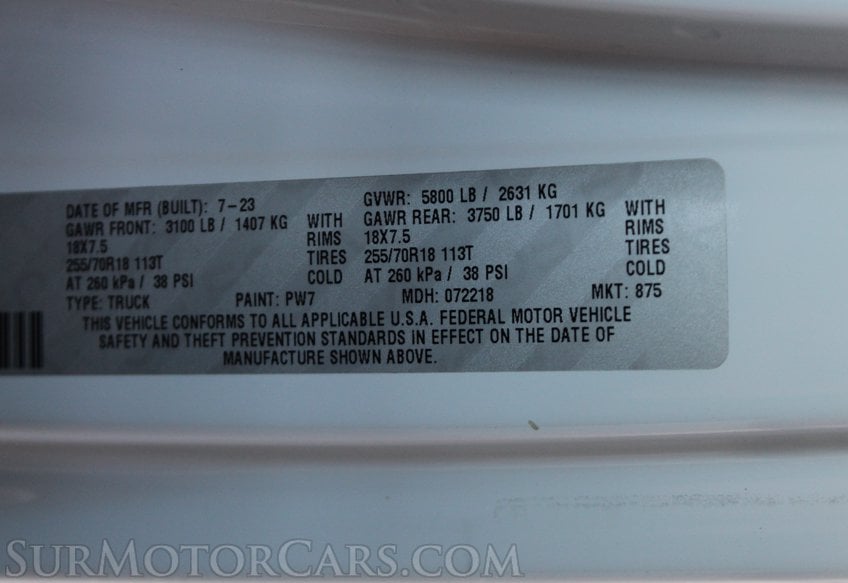 DATE OF MFR (BUILT): 7-23 GVWR: 5800 LB / 2631 KG
GAWR FRONT: 3100 LB / 1407 KG WITH GAWR REAR: 3750 LB / 1701 KG WITH
18X7.5 RIMS 18X7.5 RIMS
255/70R18 113T TIRES 255/70R18 113T TIRES
AT 260 kPa / 38 PSI COLD AT 260 kPa / 38 PSI COLD
TYPE: TRUCK PAINT: PW7 MDH: 072218 MKT: 875
THIS VEHICLE CONFORMS TO ALL APPLICABLE U.S.A. FEDERAL MOTOR VEHICLE
SAFETY AND THEFT PREVENTION STANDARDS IN EFFECT ON THE DATE OF
MANUFACTURE SHOWN ABOVE.
SURMOTORCARS.COM